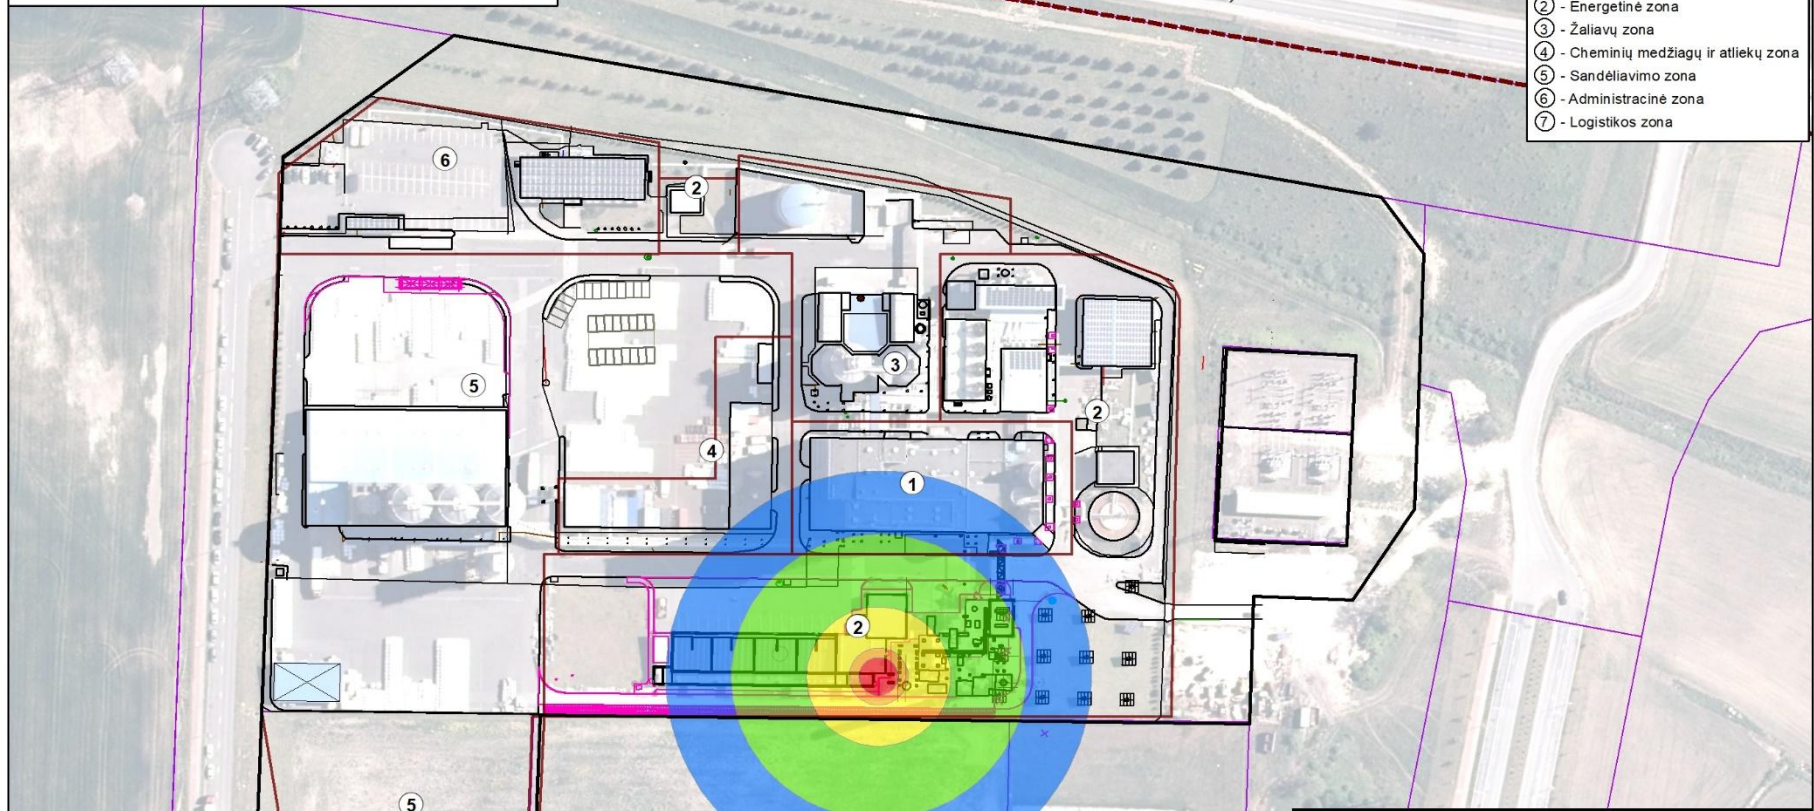 ② - Energetinė zona
③ - Žaliavų zona
④ - Cheminių medžiagų ir atliekų zona
⑤ - Sandėliavimo zona
⑥ - Administracinė zona
⑦ - Logistikos zona
6
2
3
5
2
4
1
2
5